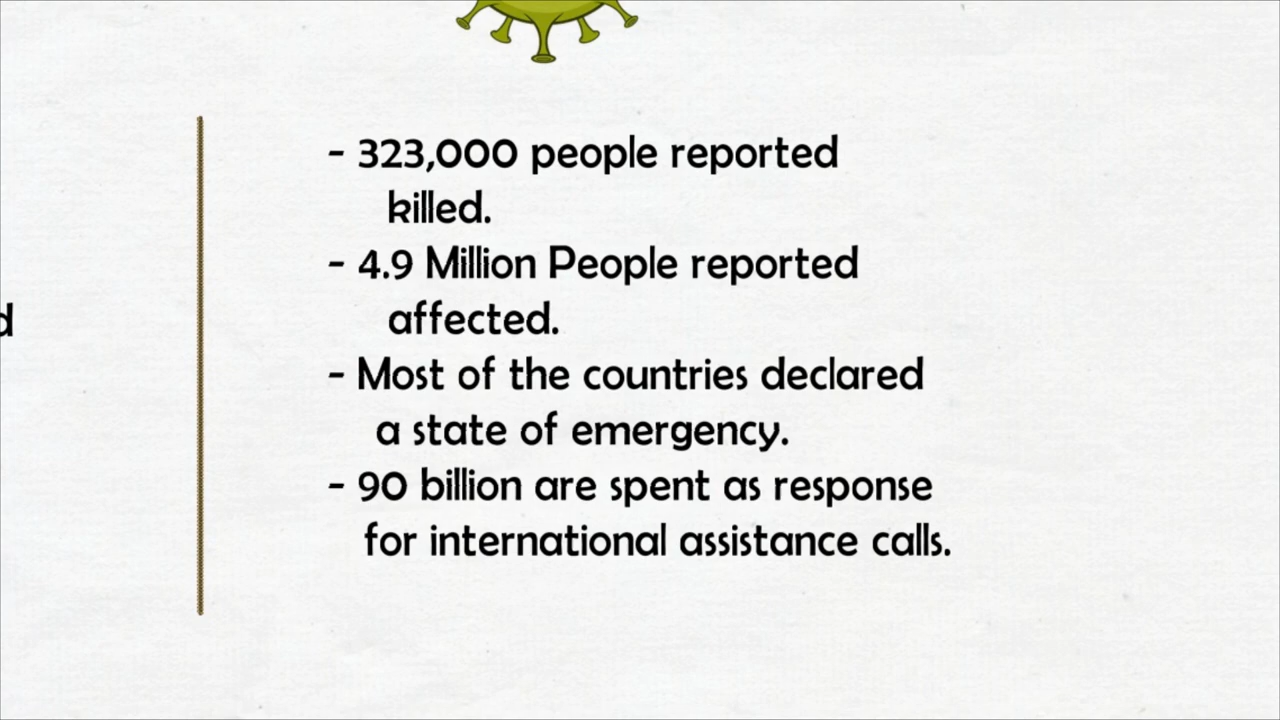 - 323,000 people reported
killed.
- 4.9 Million People reported
affected.
- Most of the countries declared
a state of emergency.
- 90 billion are spent as response
for international assistance calls.